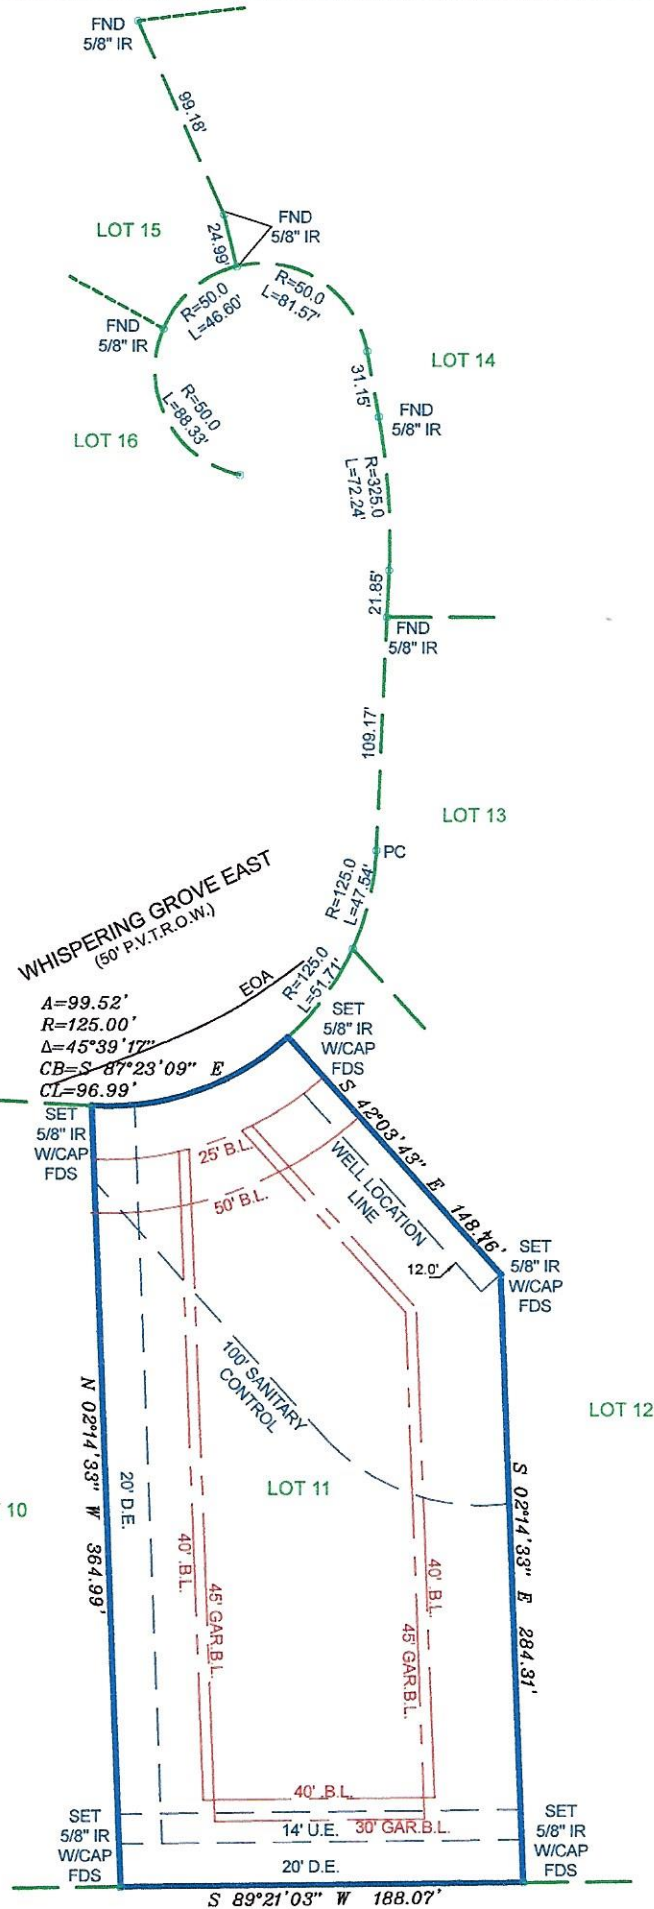 FND
5/8" IR
99.18'
LOT 15
24.99'
FND
5/8" IR
R=50.0
L=46.60'
R=50.0
L=81.57'
FND
5/8" IR
LOT 14
31.15'
R=50.0
L=88.33'
FND
5/8" IR
LOT 16
R=325.0
L=72.24'
21.85'
FND
5/8" IR
109.17'
LOT 13
PC
R=125.0
L=47.54'
WHISPERING GROVE EAST
(50' P.V.T.R.O.W.)
EOA
R=125.0
L=51.71'
A=99.52'
R=125.00'
Δ=45°39'17"
CB=S 87°23'09" E
CL=96.99'
SET
5/8" IR
W/CAP
FDS
SET
5/8" IR
W/CAP
FDS
25' B.L.
50' B.L.
S 42°03'43" E 148.76'
WELL LOCATION
LINE
12.0'
SET
5/8" IR
W/CAP
FDS
100' SANITARY
CONTROL
LOT 12
LOT 11
10
N 02°14'33" W 364.99'
20' D.E.
40' B.L.
45' GAR.B.L.
40' B.L.
45' GAR.B.L.
S 02°14'33" E 284.31'
40' B.L.
30' GAR.B.L.
14' U.E.
20' D.E.
SET
5/8" IR
W/CAP
FDS
SET
5/8" IR
W/CAP
FDS
S 89°21'03" W 188.07'